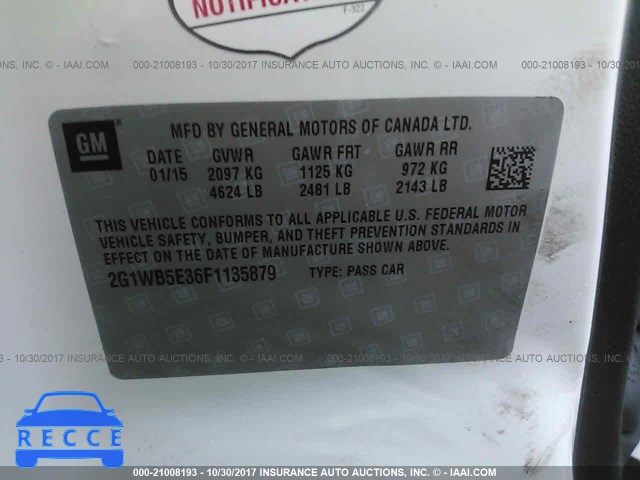 NOTIFICAT
F-322
000-21008193 - 10/30/2017 INSURANCE AUTO AUCTIONS, INC. - © IAAI.COM
GM
MFD BY GENERAL MOTORS OF CANADA LTD.
DATE GVWR GAWR FRT GAWR RR
01/15 2097 KG 1125 KG 972 KG
4624 LB 2481 LB 2143 LB
THIS VEHICLE CONFORMS TO ALL APPLICABLE U.S. FEDERAL MOTOR
VEHICLE SAFETY, BUMPER, AND THEFT PREVENTION STANDARDS IN
EFFECT ON THE DATE OF MANUFACTURE SHOWN ABOVE.
2G1WB5E36F1135879 TYPE: PASS CAR
000-21008193 - 10/30/2017 INSURANCE AUTO AUCTIONS, INC. - © IAAI.COM
RECCE
000-21008193 - 10/30/2017 INSURANCE AUTO AUCTIONS, INC. - © IAAI.COM